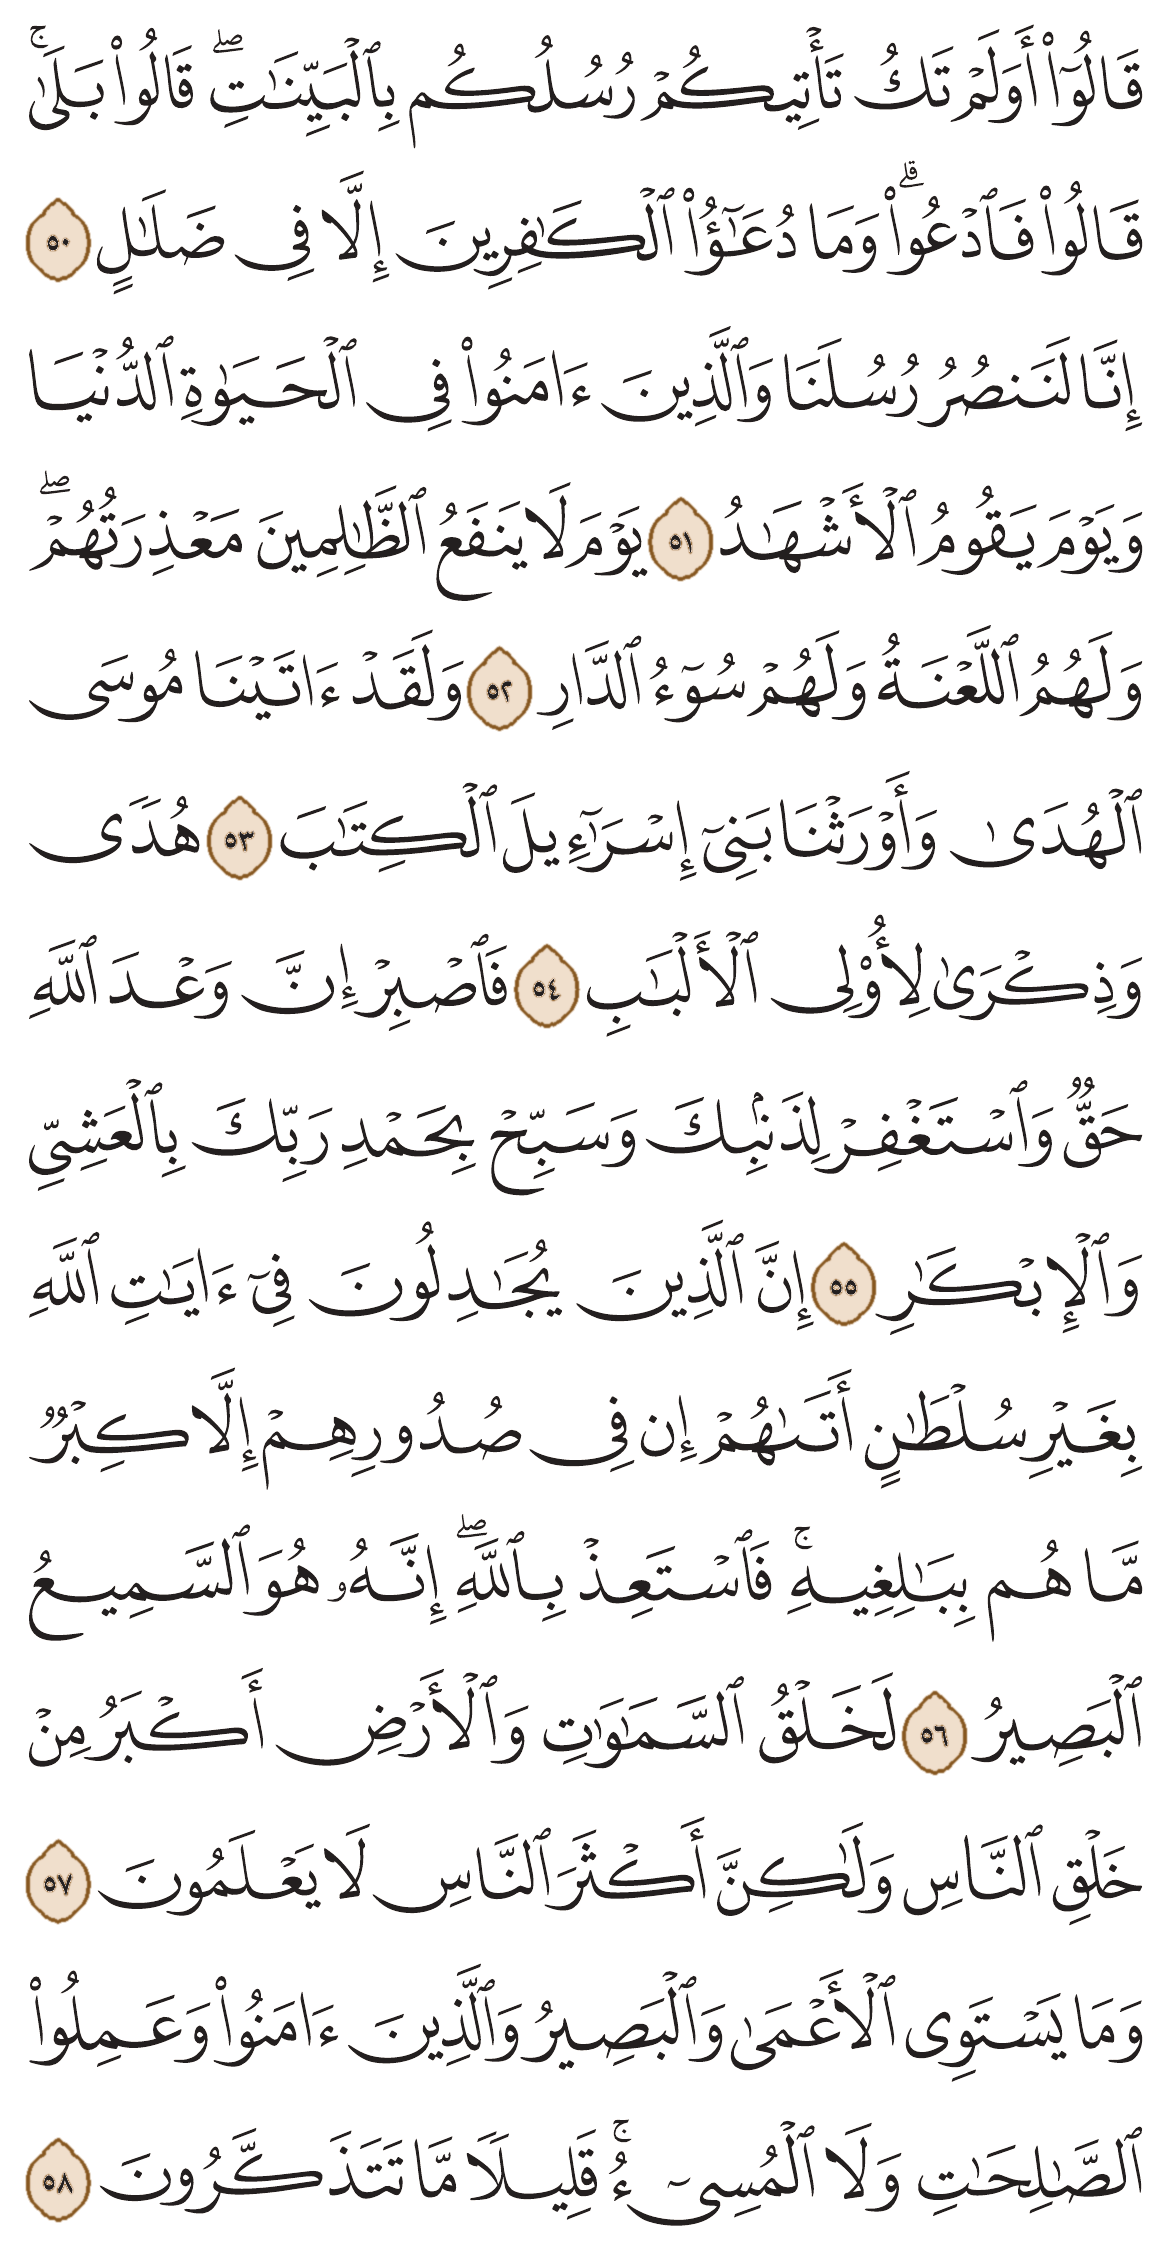 قَالُوٓا۟ أَوَلَمْ تَكُ تَأْتِيكُمْ رُسُلُكُم بِٱلْبَيِّنَٰتِ ۖ قَالُوا۟ بَلَىٰ ۚ
قَالُوا۟ فَٱدْعُوا۟ ۗ وَمَا دُعَٰٓؤُا۟ ٱلْكَٰفِرِينَ إِلَّا فِى ضَلَٰلٍ ٥٠
إِنَّا لَنَنصُرُ رُسُلَنَا وَٱلَّذِينَ ءَامَنُوا۟ فِى ٱلْحَيَوٰةِ ٱلدُّنْيَا
وَيَوْمَ يَقُومُ ٱلْأَشْهَٰدُ ٥١ يَوْمَ لَا يَنفَعُ ٱلظَّٰلِمِينَ مَعْذِرَتُهُمْ ۖ
وَلَهُمُ ٱللَّعْنَةُ وَلَهُمْ سُوٓءُ ٱلدَّارِ ٥٢ وَلَقَدْ ءَاتَيْنَا مُوسَى
ٱلْهُدَىٰ وَأَوْرَثْنَا بَنِىٓ إِسْرَٰٓءِيلَ ٱلْكِتَٰبَ ٥٣ هُدًى
وَذِكْرَىٰ لِأُو۟لِى ٱلْأَلْبَٰبِ ٥٤ فَٱصْبِرْ إِنَّ وَعْدَ ٱللَّهِ
حَقٌّ وَٱسْتَغْفِرْ لِذَنۢبِكَ وَسَبِّحْ بِحَمْدِ رَبِّكَ بِٱلْعَشِىِّ
وَٱلْإِبْكَٰرِ ٥٥ إِنَّ ٱلَّذِينَ يُجَٰدِلُونَ فِىٓ ءَايَٰتِ ٱللَّهِ
بِغَيْرِ سُلْطَٰنٍ أَتَىٰهُمْ إِن فِى صُدُورِهِمْ إِلَّا كِبْرٌ
مَّا هُم بِبَٰلِغِيهِ ۚ فَٱسْتَعِذْ بِٱللَّهِ ۖ إِنَّهُۥ هُوَ ٱلسَّمِيعُ
ٱلْبَصِيرُ ٥٦ لَخَلْقُ ٱلسَّمَٰوَٰتِ وَٱلْأَرْضِ أَكْبَرُ مِنْ
خَلْقِ ٱلنَّاسِ وَلَٰكِنَّ أَكْثَرَ ٱلنَّاسِ لَا يَعْلَمُونَ ٥٧
وَمَا يَسْتَوِى ٱلْأَعْمَىٰ وَٱلْبَصِيرُ وَٱلَّذِينَ ءَامَنُوا۟ وَعَمِلُوا۟
ٱلصَّٰلِحَٰتِ وَلَا ٱلْمُسِىٓءُ ۚ قَلِيلًا مَّا تَتَذَكَّرُونَ ٥٨